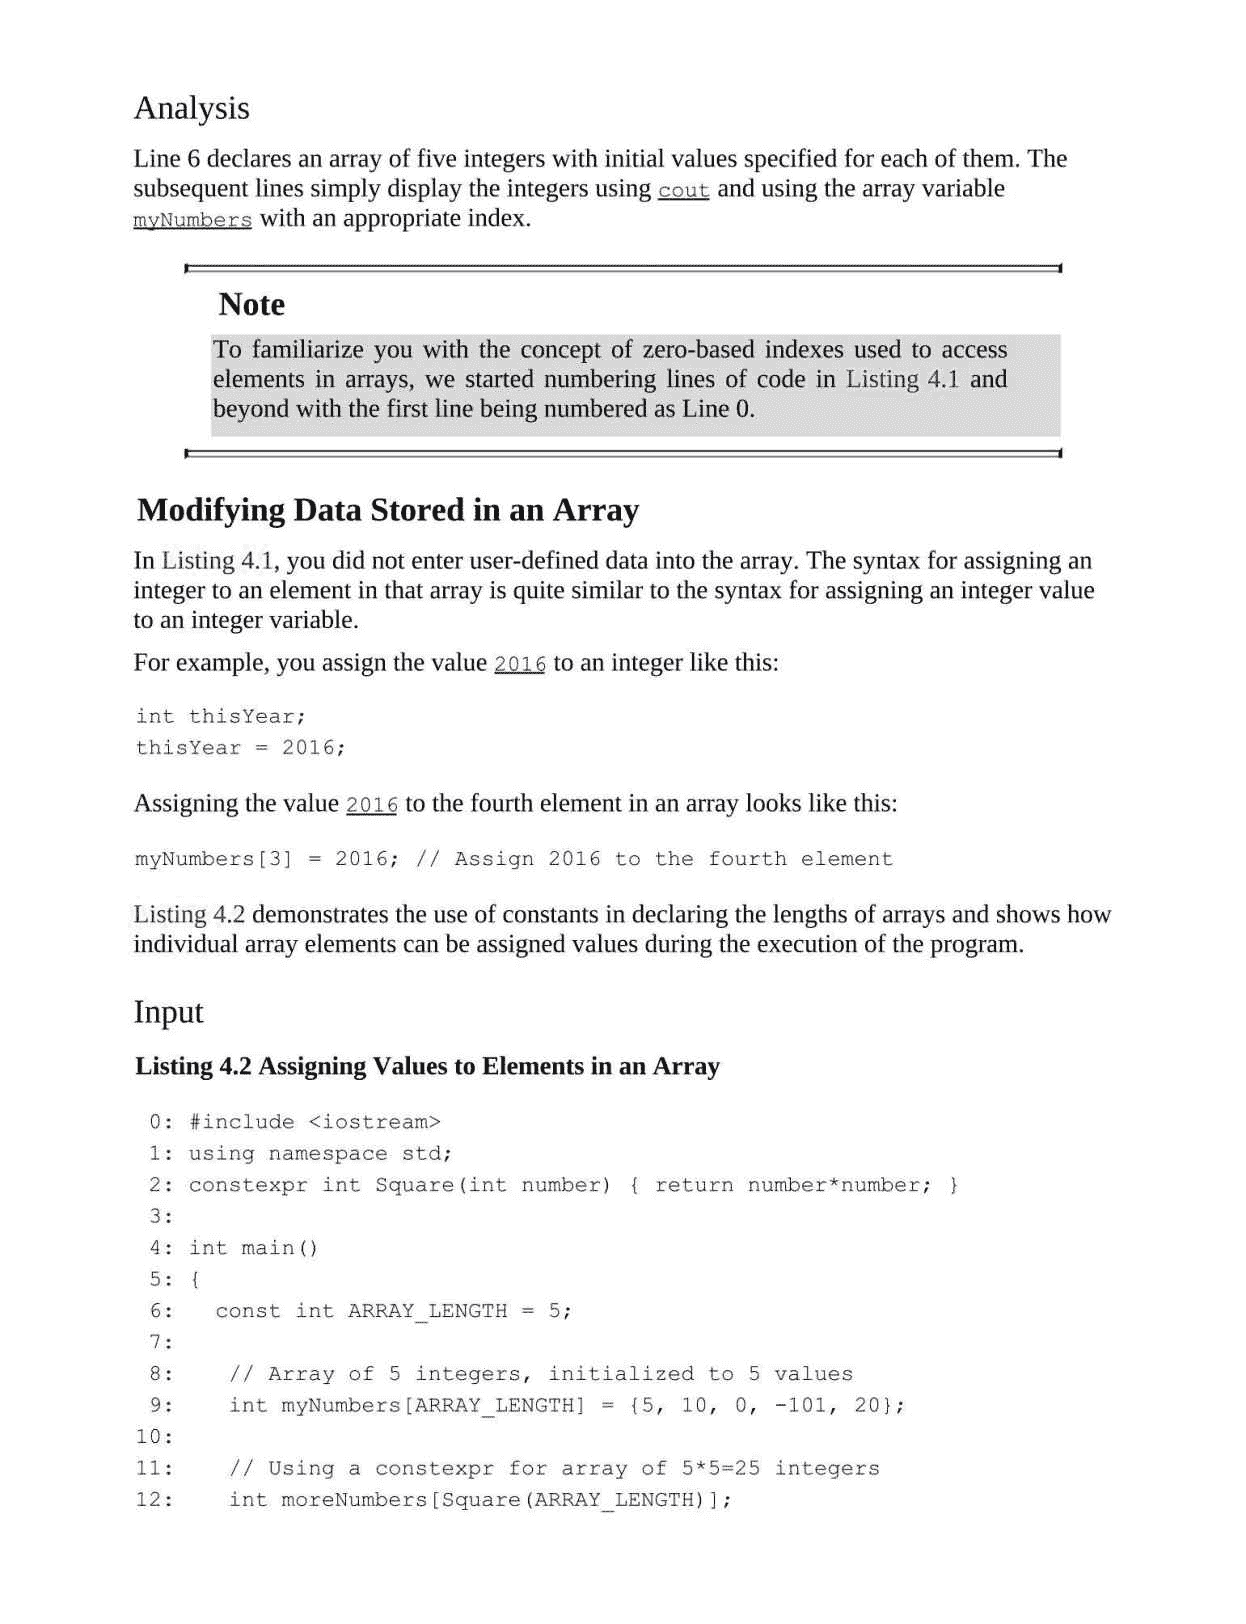 Analysis
Line 6 declares an array of five integers with initial values specified for each of them. The
subsequent lines simply display the integers using cout and using the array variable
myNumbers with an appropriate index.
Note
To familiarize you with the concept of zero-based indexes used to access
elements in arrays, we started numbering lines of code in Listing 4.1 and
beyond with the first line being numbered as Line 0.
Modifying Data Stored in an Array
In Listing 4.1, you did not enter user-defined data into the array. The syntax for assigning an
integer to an element in that array is quite similar to the syntax for assigning an integer value
to an integer variable.
For example, you assign the value 2016 to an integer like this:
int thisYear;
thisYear = 2016;
Assigning the value 2016 to the fourth element in an array looks like this:
myNumbers[3] = 2016; // Assign 2016 to the fourth element
Listing 4.2 demonstrates the use of constants in declaring the lengths of arrays and shows how
individual array elements can be assigned values during the execution of the program.
Input
Listing 4.2 Assigning Values to Elements in an Array
0: #include <iostream>
1: using namespace std;
2: constexpr int Square(int number) { return number*number; }
3:
4: int main()
5: {
6:   const int ARRAY_LENGTH = 5;
7:
8:    // Array of 5 integers, initialized to 5 values
9:    int myNumbers[ARRAY_LENGTH] = {5, 10, 0, -101, 20};
10:
11:    // Using a constexpr for array of 5*5=25 integers
12:    int moreNumbers[Square(ARRAY_LENGTH)];